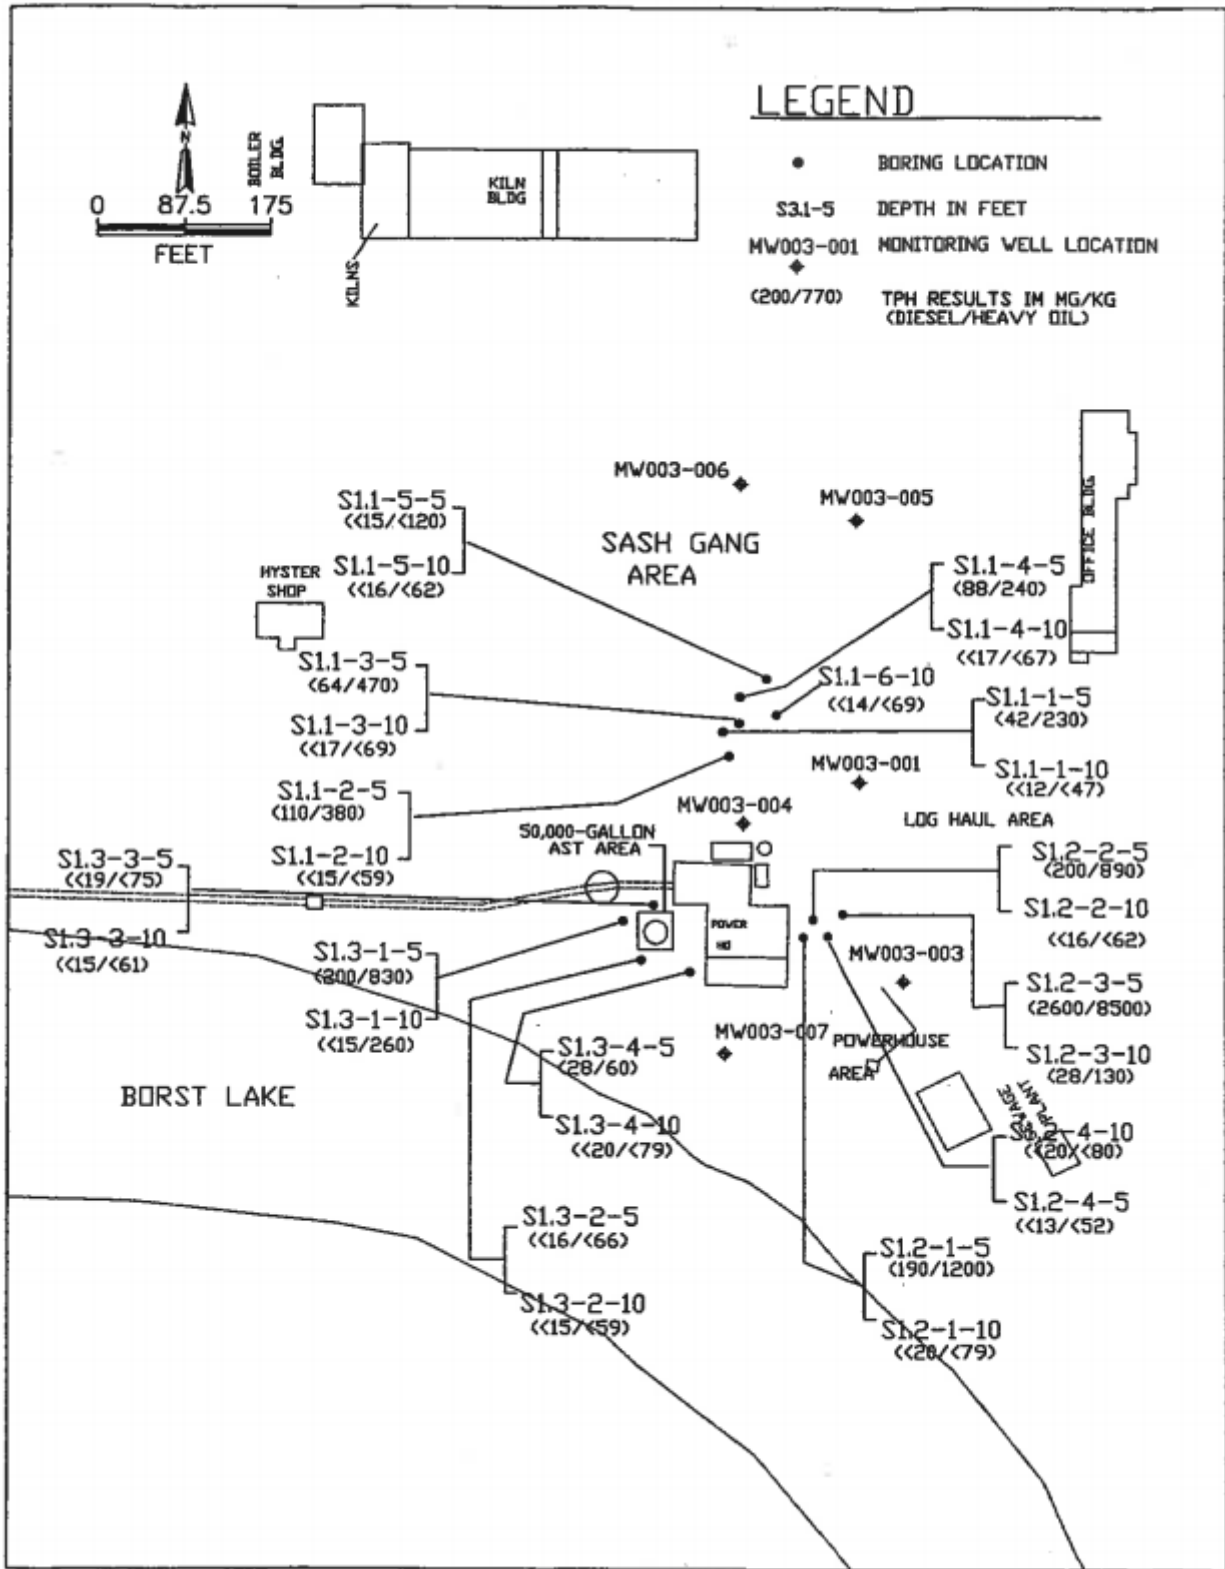 LEGEND
BORING LOCATION
S3.1-5 DEPTH IN FEET
MW003-001 MONITORING WELL LOCATION
(200/770) TPH RESULTS IM MG/KG
(DIESEL/HEAVY OIL)
N
0 87.5 175
FEET
BOILER
BLDG.
KILN
BLDG
KILNS
MW003-006
MW003-005
OFFICE BLDG.
SASH GANG
AREA
S1.1-5-5
(<15/<120)
S1.1-5-10
(<16/<62)
HYSTER
SHOP
S1.1-4-5
(88/240)
S1.1-4-10
(<17/<67)
S1.1-3-5
(64/470)
S1.1-3-10
(<17/<69)
S1.1-6-10
(<14/<69)
S1.1-1-5
(42/230)
S1.1-1-10
(<12/<47)
MW003-001
S1.1-2-5
(110/380)
S1.1-2-10
(<15/<59)
MW003-004
LOG HAUL AREA
50,000-GALLON
AST AREA
S1.3-3-5
(<19/<75)
S1.3-3-10
(<15/<61)
S1.2-2-5
(200/890)
S1.2-2-10
(<16/<62)
POWER
HO
S1.3-1-5
(200/830)
S1.3-1-10
(<15/260)
MW003-003
S1.2-3-5
(2600/8500)
S1.2-3-10
(28/130)
MW003-007
POWERHOUSE
AREA
S1.3-4-5
(28/60)
S1.3-4-10
(<20/<79)
BORST LAKE
SEWAGE
PLANT
S1.2-4-10
(<20/<80)
S1.2-4-5
(<13/<52)
S1.3-2-5
(<16/<66)
S1.3-2-10
(<15/<59)
S1.2-1-5
(190/1200)
S1.2-1-10
(<20/<79)